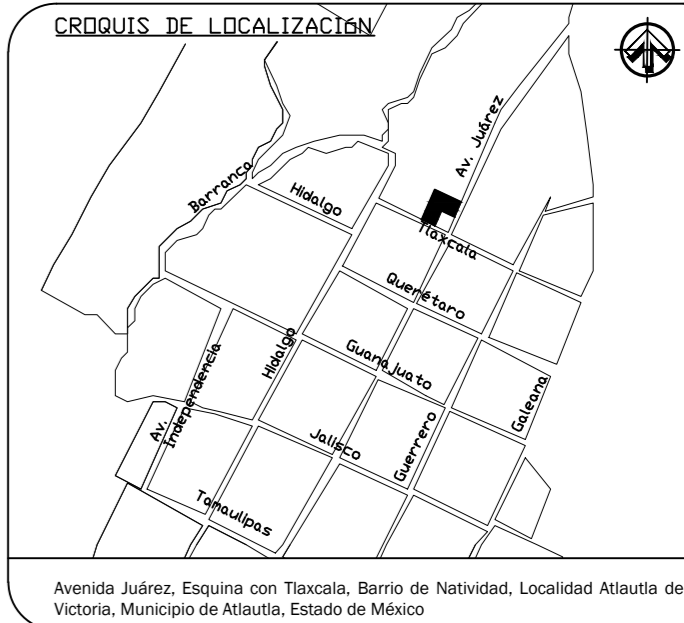 CROQUIS DE LOCALIZACIóN
Av. Juárez
Barranca
Hidalgo
Tlaxcala
Querétaro
Hidalgo
Guanajuato
Av.
Independencia
Galeana
Guerrero
Jalisco
Tamaulipas
Avenida Juárez, Esquina con Tlaxcala, Barrio de Natividad, Localidad Atlautla de
Victoria, Municipio de Atlautla, Estado de México